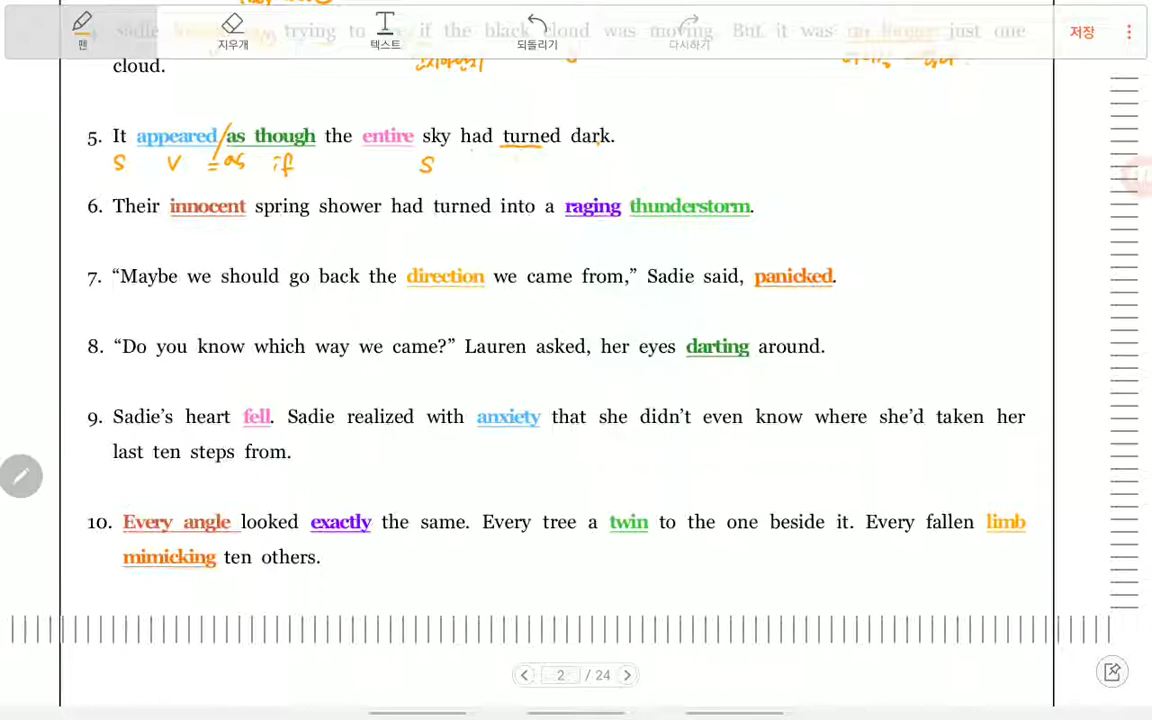 펜
지우개
텍스트
되돌리기
다시하기
저장
sadie trying to if the black cloud was moving. But it was no longer just one
cloud.
5. It appeared as though the entire sky had turned dark.
S V = as if S
6. Their innocent spring shower had turned into a raging thunderstorm.
7. “Maybe we should go back the direction we came from,” Sadie said, panicked.
8. “Do you know which way we came?” Lauren asked, her eyes darting around.
9. Sadie’s heart fell. Sadie realized with anxiety that she didn’t even know where she’d taken her
last ten steps from.
10. Every angle looked exactly the same. Every tree a twin to the one beside it. Every fallen limb
mimicking ten others.
2 / 24